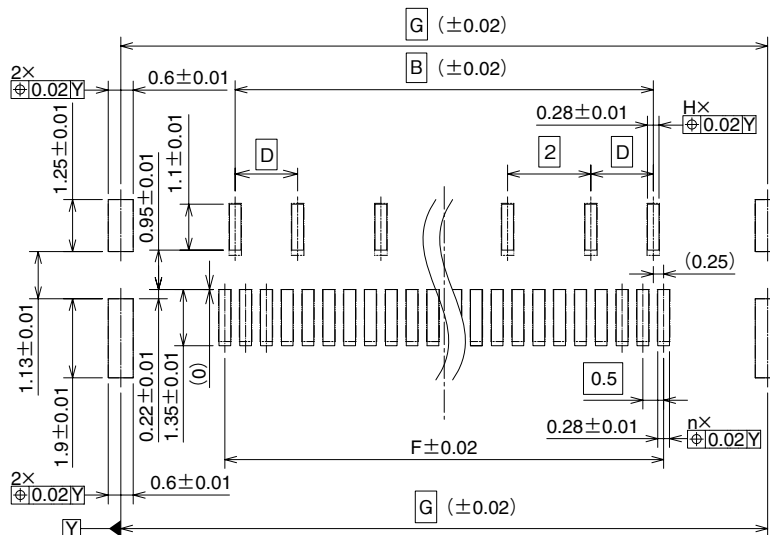 G (±0.02)
B (±0.02)
2×
⌖ 0.02 Y
0.6±0.01
0.28±0.01
H×
⌖ 0.02 Y
1.25±0.01
0.95±0.01
1.1±0.01
D
2
D
(0.25)
1.13±0.01
1.9±0.01
0.22±0.01
1.35±0.01
(0)
0.5
0.28±0.01
n×
⌖ 0.02 Y
F±0.02
2×
⌖ 0.02 Y
0.6±0.01
G (±0.02)
Y